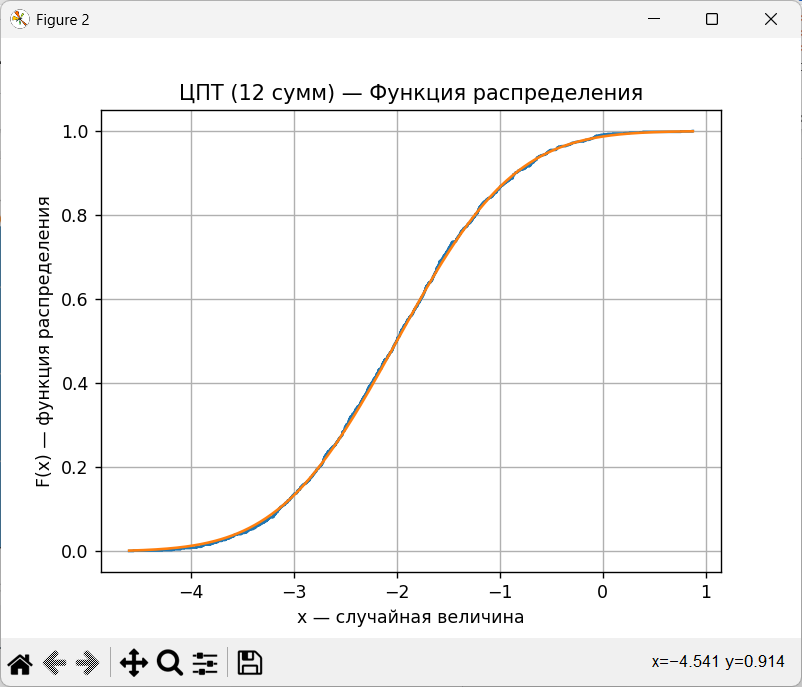 Figure 2
ЦПТ (12 сумм) — Функция распределения
F(x) — функция распределения
1.0
0.8
0.6
0.4
0.2
0.0
−4
−3
−2
−1
0
1
x — случайная величина
x=−4.541 y=0.914